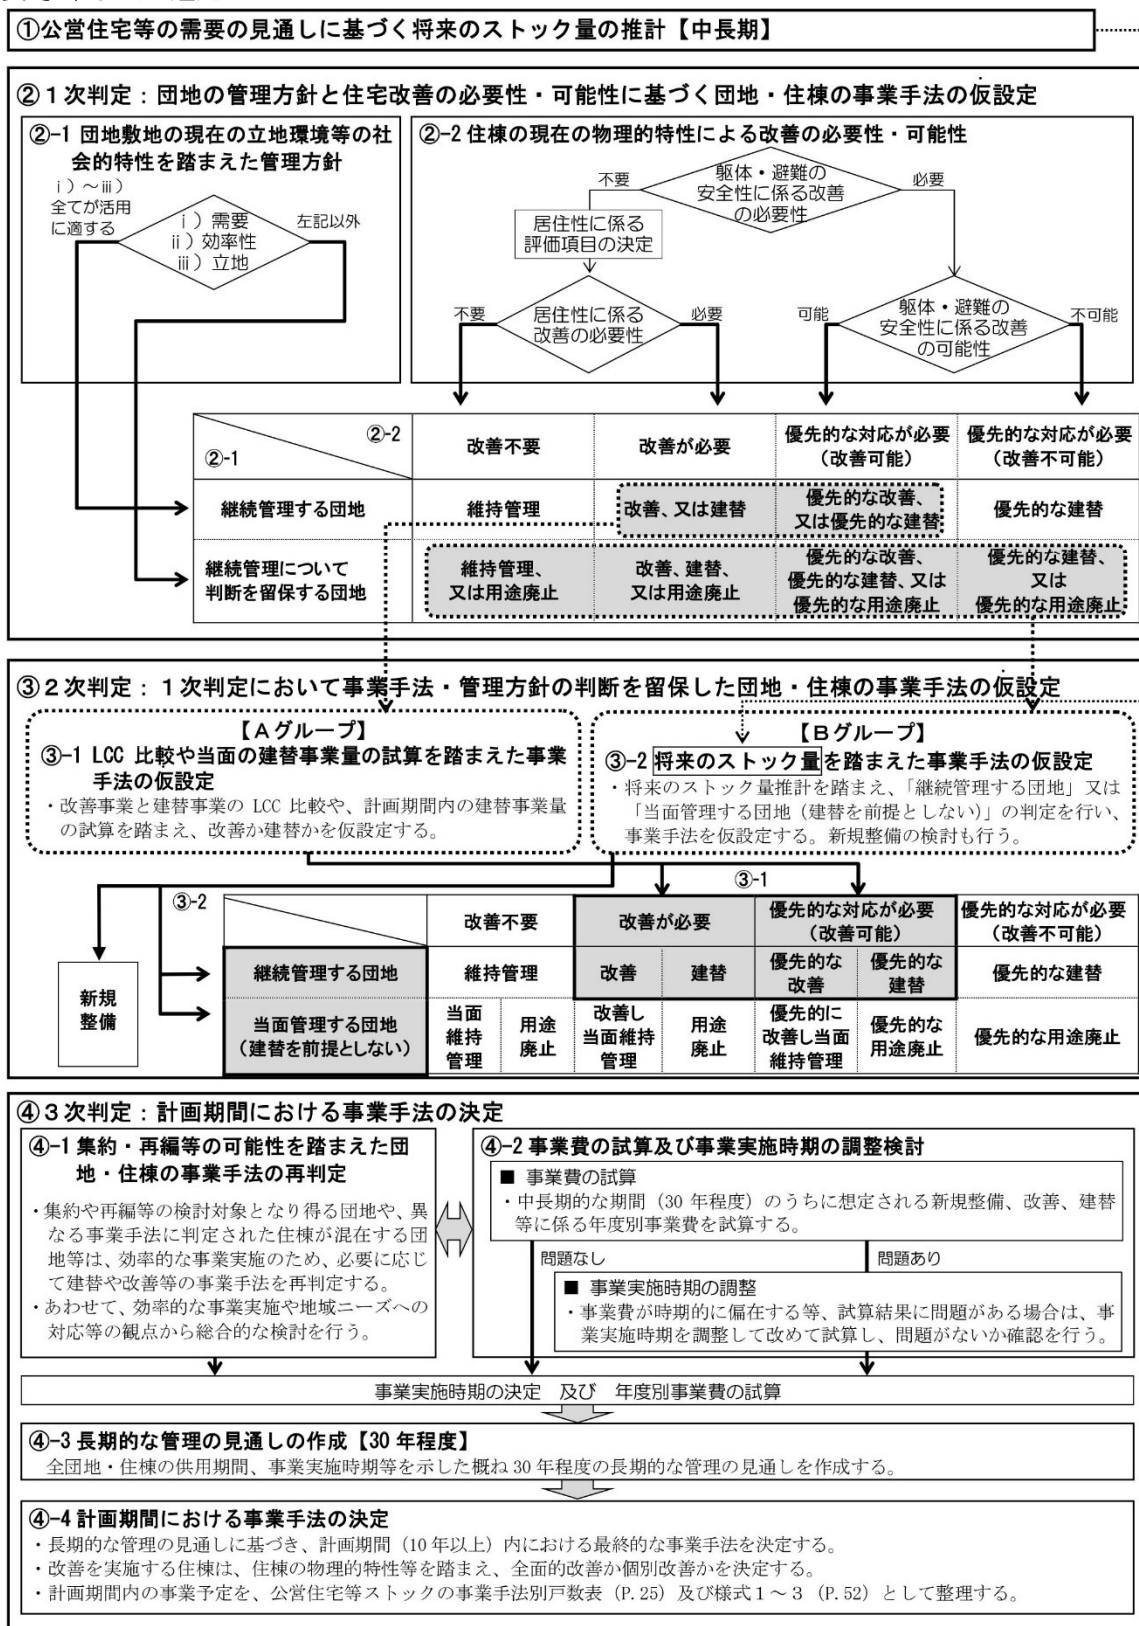 ①公営住宅等の需要の見通しに基づく将来のストック量の推計【中長期】
②１次判定：団地の管理方針と住宅改善の必要性・可能性に基づく団地・住棟の事業手法の仮設定
②-1 団地敷地の現在の立地環境等の社
会的特性を踏まえた管理方針
ⅰ）～ⅲ）
全てが活用
に適する
ⅰ）需要
ⅱ）効率性
ⅲ）立地
左記以外
②-2 住棟の現在の物理的特性による改善の必要性・可能性
不要
躯体・避難の
安全性に係る改善
の必要性
必要
居住性に係る
評価項目の決定
不要
居住性に係る
改善の必要性
必要
可能
躯体・避難の
安全性に係る改善
の可能性
不可能
②-2
②-1
改善不要
改善が必要
優先的な対応が必要
（改善可能）
優先的な対応が必要
（改善不可能）
継続管理する団地
維持管理
改善、又は建替
優先的な改善、
又は優先的な建替
優先的な建替
継続管理について
判断を留保する団地
維持管理、
又は用途廃止
改善、建替、
又は用途廃止
優先的な改善、
優先的な建替、又は
優先的な用途廃止
優先的な建替、
又は
優先的な用途廃止
③２次判定：１次判定において事業手法・管理方針の判断を留保した団地・住棟の事業手法の仮設定
【Aグループ】
③-1 LCC 比較や当面の建替事業量の試算を踏まえた事業
手法の仮設定
・改善事業と建替事業の LCC 比較や、計画期間内の建替事業量
の試算を踏まえ、改善か建替かを仮設定する。
【Bグループ】
③-2 将来のストック量を踏まえた事業手法の仮設定
・将来のストック量推計を踏まえ、「継続管理する団地」又は
「当面管理する団地（建替を前提としない）」の判定を行い、
事業手法を仮設定する。新規整備の検討も行う。
③-1
③-2
改善不要
改善が必要
優先的な対応が必要
（改善可能）
優先的な対応が必要
（改善不可能）
新規
整備
継続管理する団地
維持管理
改善
建替
優先的な
改善
優先的な
建替
優先的な建替
当面管理する団地
（建替を前提としない）
当面
維持
管理
用途
廃止
改善し
当面維持
管理
用途
廃止
優先的に
改善し当面
維持管理
優先的な
用途廃止
優先的な用途廃止
④３次判定：計画期間における事業手法の決定
④-1 集約・再編等の可能性を踏まえた団
地・住棟の事業手法の再判定
・集約や再編等の検討対象となり得る団地や、異
なる事業手法に判定された住棟が混在する団
地等は、効率的な事業実施のため、必要に応じ
て建替や改善等の事業手法を再判定する。
・あわせて、効率的な事業実施や地域ニーズへの
対応等の観点から総合的な検討を行う。
④-2 事業費の試算及び事業実施時期の調整検討
■ 事業費の試算
・中長期的な期間（30 年程度）のうちに想定される新規整備、改善、建替
等に係る年度別事業費を試算する。
問題なし
問題あり
■ 事業実施時期の調整
・事業費が時期的に偏在する等、試算結果に問題がある場合は、事
業実施時期を調整して改めて試算し、問題がないか確認を行う。
事業実施時期の決定 及び 年度別事業費の試算
④-3 長期的な管理の見通しの作成【30 年程度】
全団地・住棟の供用期間、事業実施時期等を示した概ね 30 年程度の長期的な管理の見通しを作成する。
④-4 計画期間における事業手法の決定
・長期的な管理の見通しに基づき、計画期間（10 年以上）内における最終的な事業手法を決定する。
・改善を実施する住棟は、住棟の物理的特性等を踏まえ、全面的改善か個別改善かを決定する。
・計画期間内の事業予定を、公営住宅等ストックの事業手法別戸数表（P.25）及び様式１～３（P.52）として整理する。